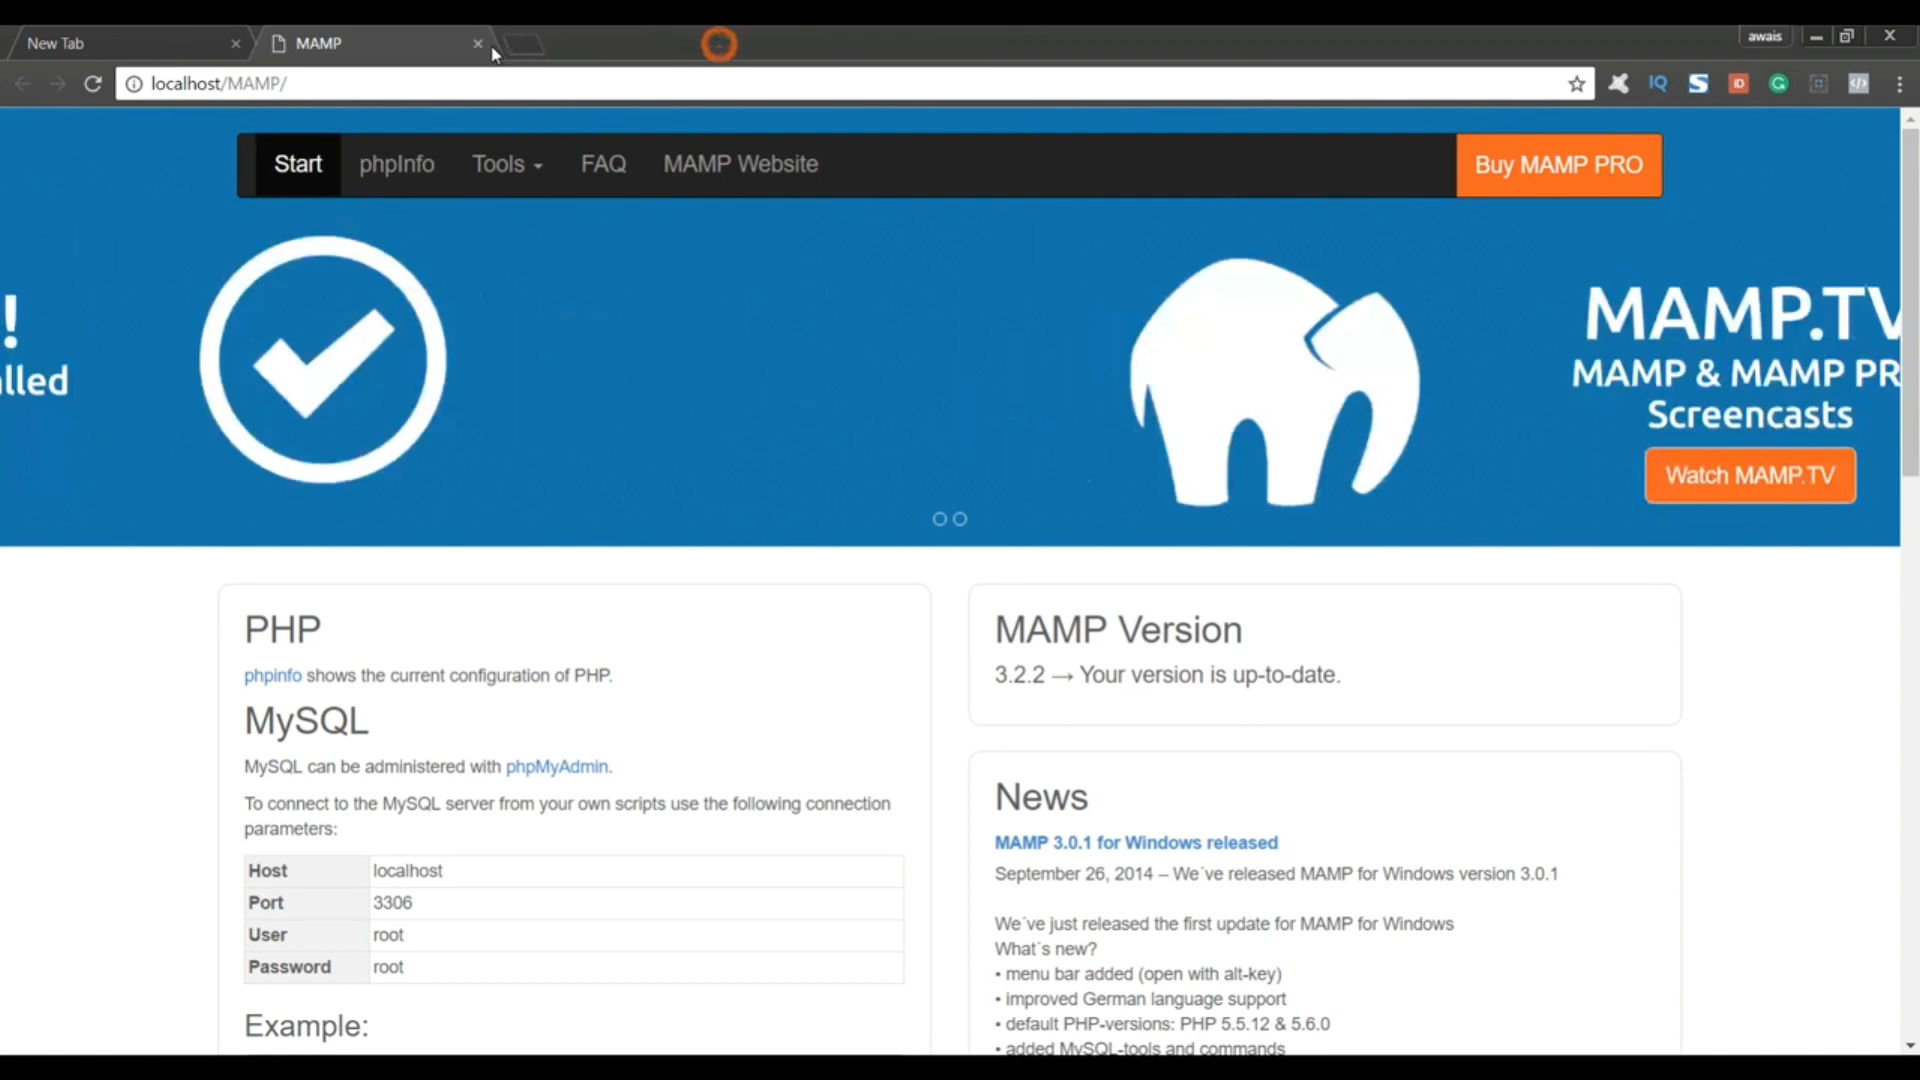 New Tab
MAMP
awais
localhost/MAMP/
IQ
S
iD
G
</>
Start phpInfo Tools FAQ MAMP Website Buy MAMP PRO
!
lled
MAMP.TV
MAMP & MAMP PR
Screencasts
Watch MAMP.TV
PHP
phpinfo shows the current configuration of PHP.
MySQL
MySQL can be administered with phpMyAdmin.
To connect to the MySQL server from your own scripts use the following connection
parameters:
Host localhost
Port 3306
User root
Password root
Example:
MAMP Version
3.2.2 → Your version is up-to-date.
News
MAMP 3.0.1 for Windows released
September 26, 2014 – We´ve released MAMP for Windows version 3.0.1
We´ve just released the first update for MAMP for Windows
What´s new?
• menu bar added (open with alt-key)
• improved German language support
• default PHP-versions: PHP 5.5.12 & 5.6.0
• added MySQL-tools and commands